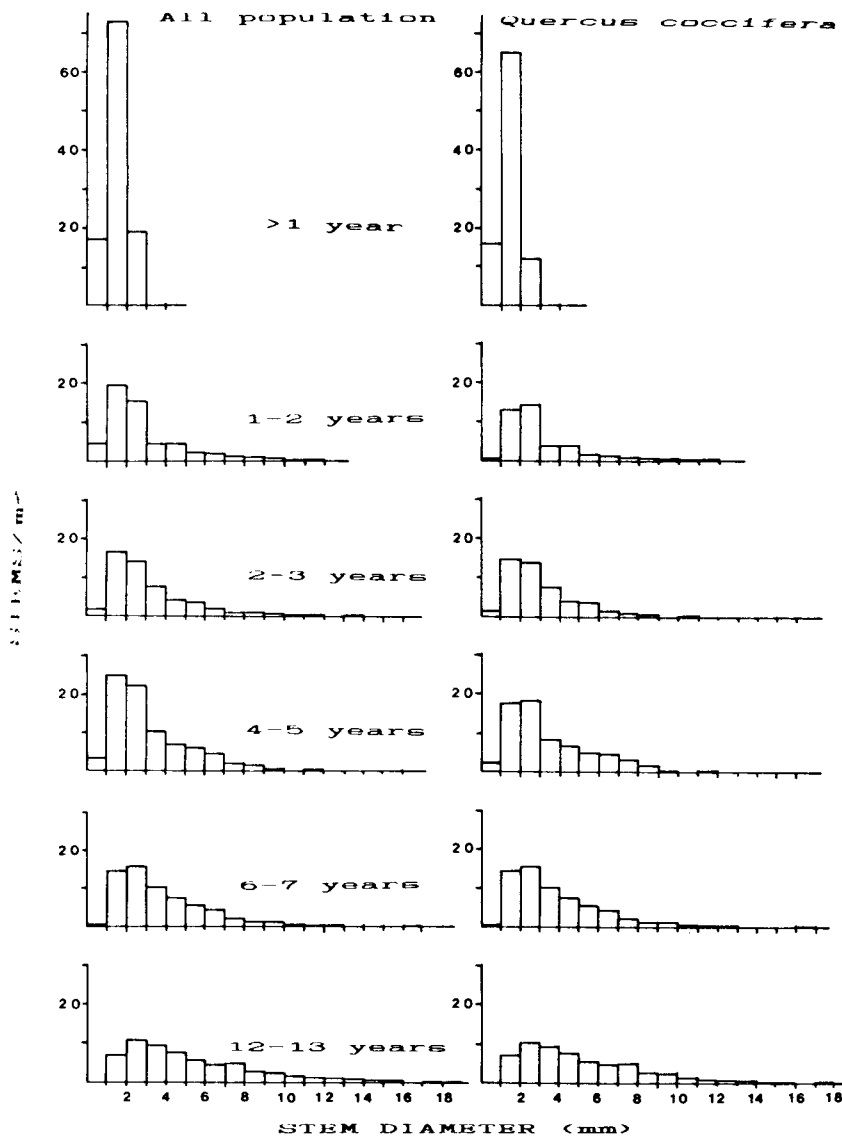 All population
Quercus coccifera
60
40
20
>1 year
60
40
20
20
1-2 years
20
20
2-3 years
20
20
4-5 years
20
20
6-7 years
20
20
12-13 years
20
STEMS/m²
2 4 6 8 10 12 14 16 18
2 4 6 8 10 12 14 16 18
STEM DIAMETER (mm)